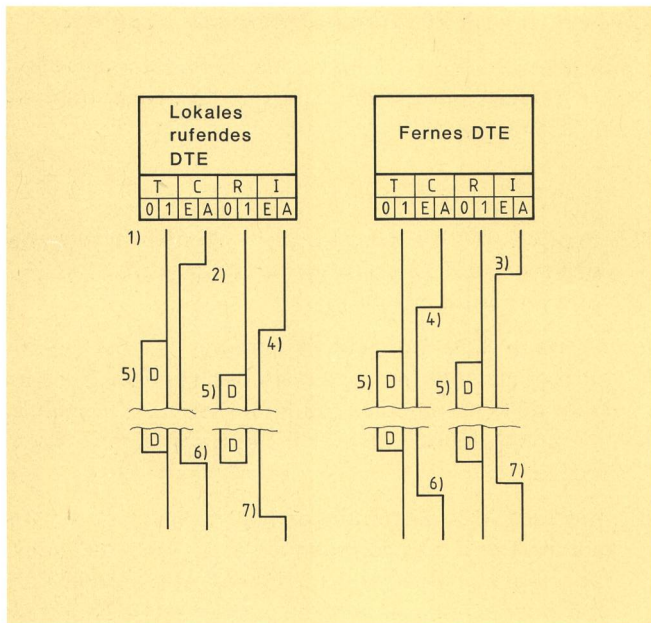 Lokales
rufendes
DTE
T C R I
0 1 E A 0 1 E A
Fernes DTE
T C R I
0 1 E A 0 1 E A
1)
2)
3)
4)
4)
5) D
5) D
5) D
5) D
D
D
D
D
6)
6)
7)
7)